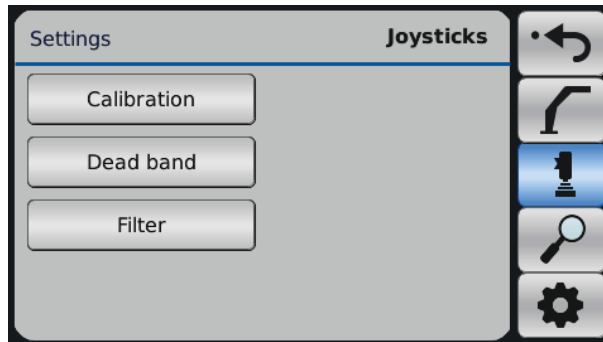 Settings
Joysticks
Calibration
Dead band
Filter